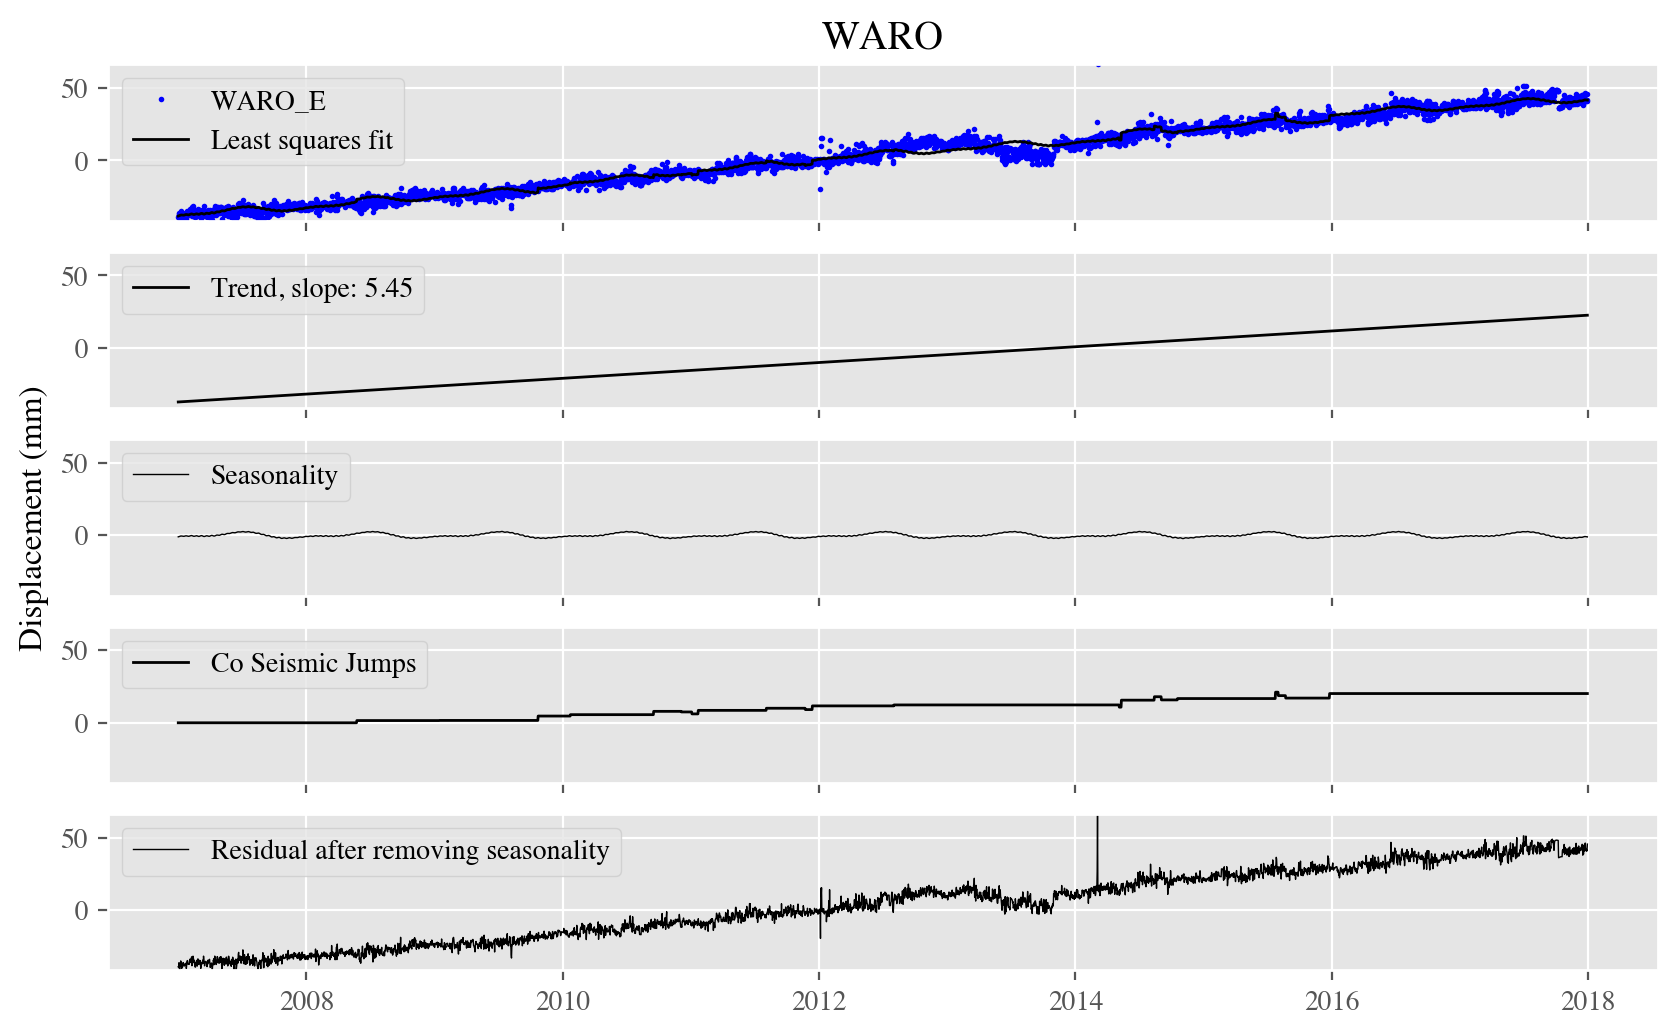 WARO
50
0
WARO_E
Least squares fit
50
0
Trend, slope: 5.45
Displacement (mm)
50
0
Seasonality
50
0
Co Seismic Jumps
50
0
Residual after removing seasonality
2008 2010 2012 2014 2016 2018